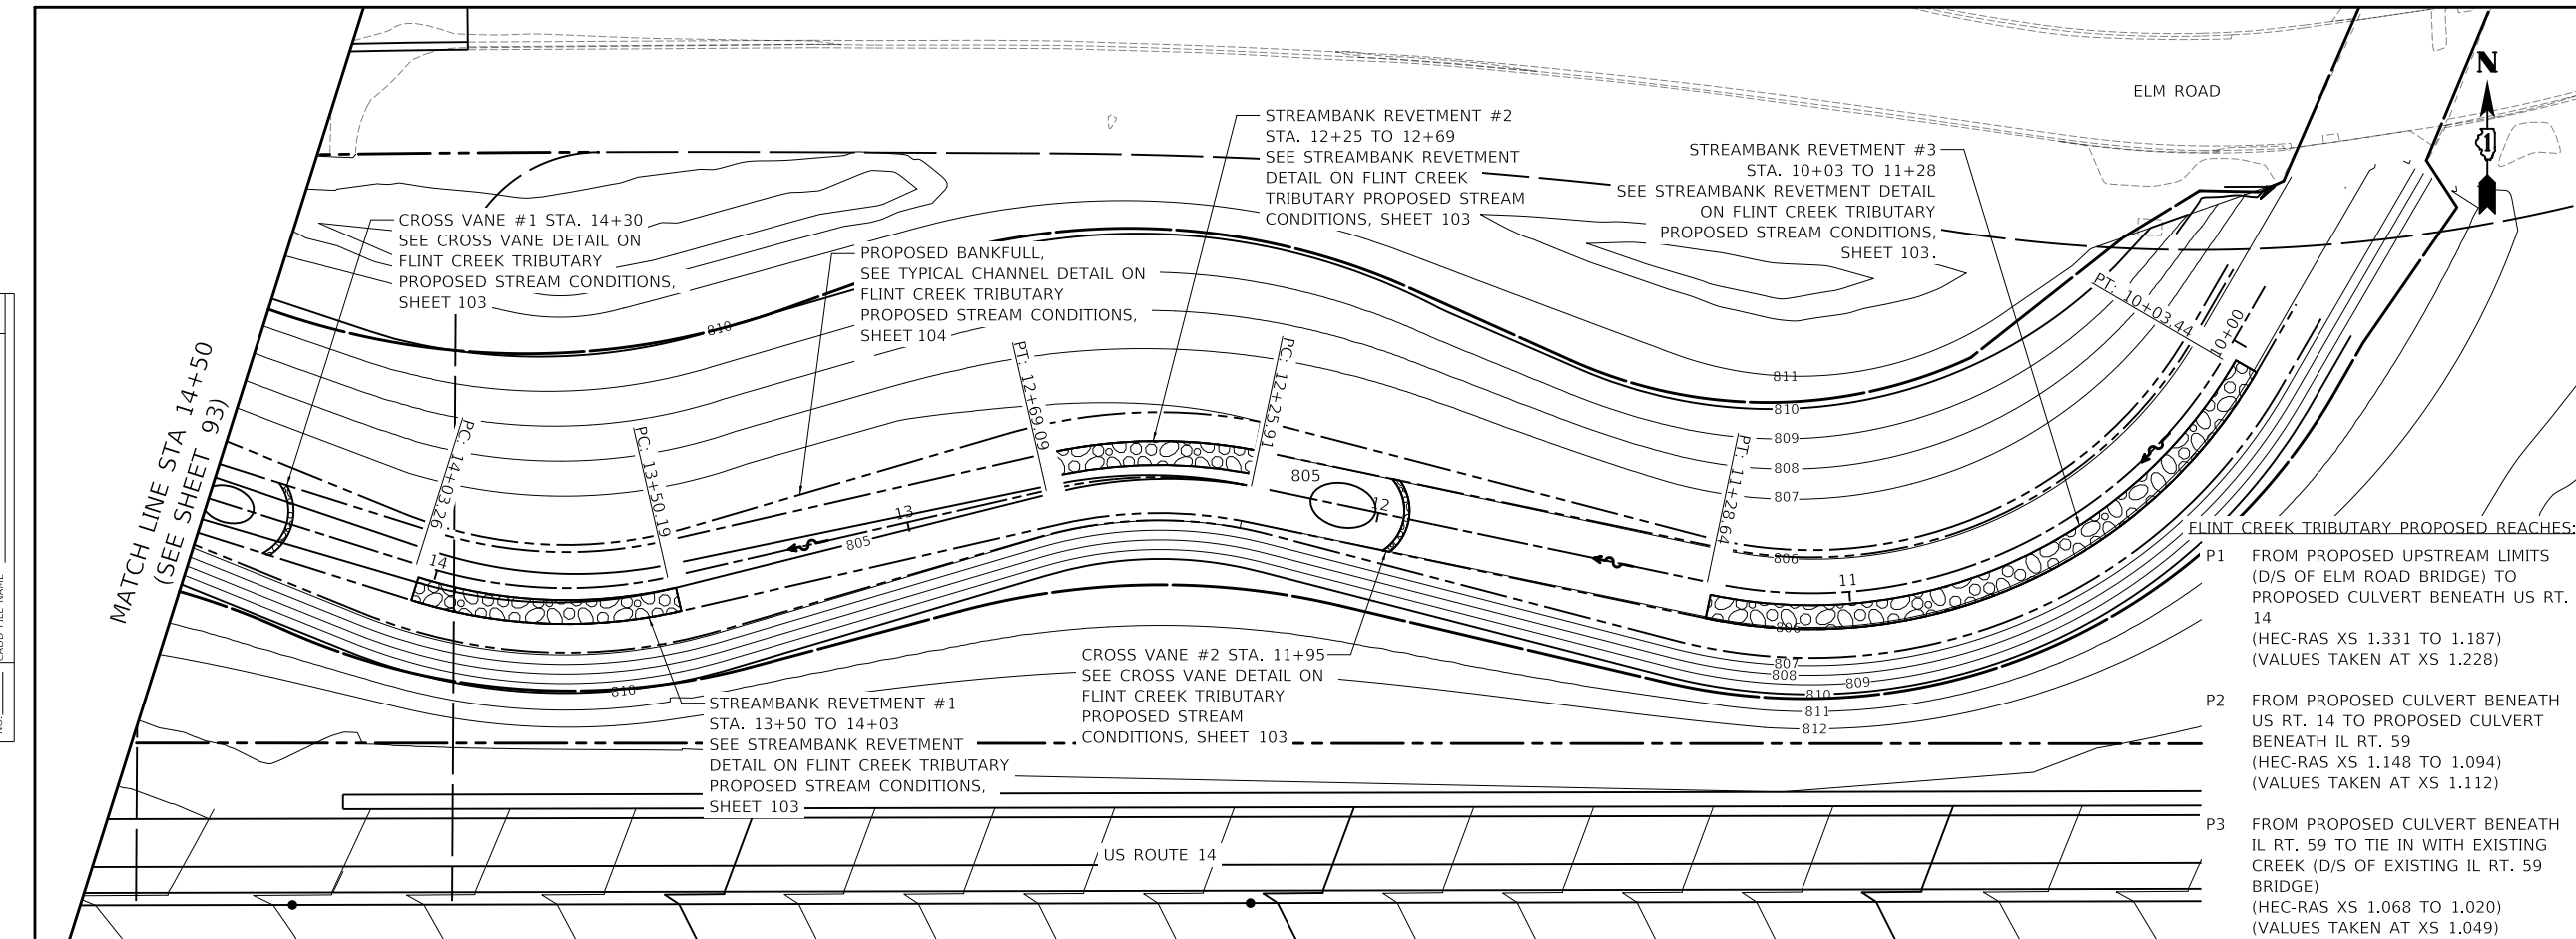 ELM ROAD
N
1
STREAMBANK REVETMENT #2
STA. 12+25 TO 12+69
SEE STREAMBANK REVETMENT
DETAIL ON FLINT CREEK
TRIBUTARY PROPOSED STREAM
CONDITIONS, SHEET 103
STREAMBANK REVETMENT #3
STA. 10+03 TO 11+28
SEE STREAMBANK REVETMENT DETAIL
ON FLINT CREEK TRIBUTARY
PROPOSED STREAM CONDITIONS,
SHEET 103.
CROSS VANE #1 STA. 14+30
SEE CROSS VANE DETAIL ON
FLINT CREEK TRIBUTARY
PROPOSED STREAM CONDITIONS,
SHEET 103
PROPOSED BANKFULL,
SEE TYPICAL CHANNEL DETAIL ON
FLINT CREEK TRIBUTARY
PROPOSED STREAM CONDITIONS,
SHEET 104
810
PT: 10+03.44
10+00
MATCH LINE STA 14+50
(SEE SHEET 93)
PC: 14+03.26
PC: 13+50.19
PT: 12+69.09
PC: 12+25.91
PT: 11+28.64
811
810
809
808
807
805
12
13
805
14
806
11
806
807
808
809
810
811
812
810
FLINT CREEK TRIBUTARY PROPOSED REACHES:
P1 FROM PROPOSED UPSTREAM LIMITS
(D/S OF ELM ROAD BRIDGE) TO
PROPOSED CULVERT BENEATH US RT.
14
(HEC-RAS XS 1.331 TO 1.187)
(VALUES TAKEN AT XS 1.228)
P2 FROM PROPOSED CULVERT BENEATH
US RT. 14 TO PROPOSED CULVERT
BENEATH IL RT. 59
(HEC-RAS XS 1.148 TO 1.094)
(VALUES TAKEN AT XS 1.112)
P3 FROM PROPOSED CULVERT BENEATH
IL RT. 59 TO TIE IN WITH EXISTING
CREEK (D/S OF EXISTING IL RT. 59
BRIDGE)
(HEC-RAS XS 1.068 TO 1.020)
(VALUES TAKEN AT XS 1.049)
CROSS VANE #2 STA. 11+95
SEE CROSS VANE DETAIL ON
FLINT CREEK TRIBUTARY
PROPOSED STREAM
CONDITIONS, SHEET 103
STREAMBANK REVETMENT #1
STA. 13+50 TO 14+03
SEE STREAMBANK REVETMENT
DETAIL ON FLINT CREEK TRIBUTARY
PROPOSED STREAM CONDITIONS,
SHEET 103
US ROUTE 14